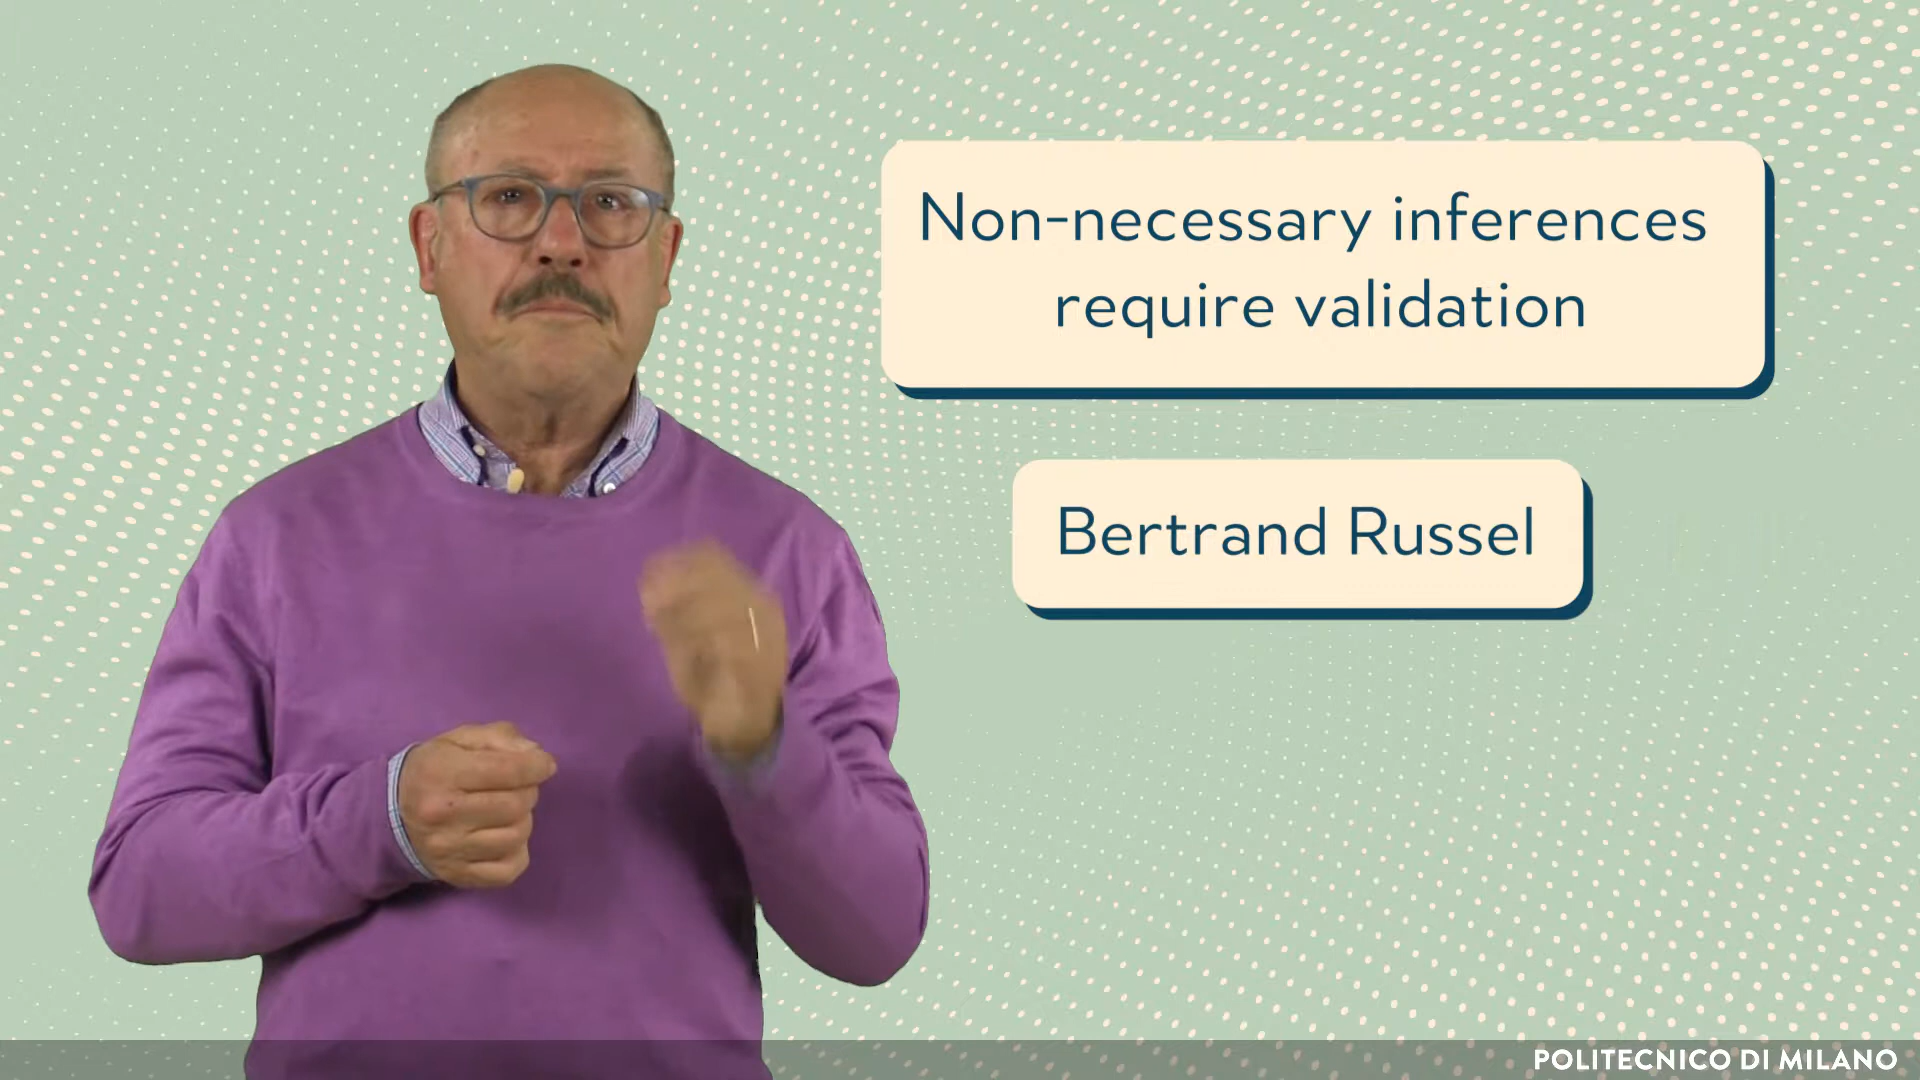 Non-necessary inferences
require validation
Bertrand Russel
POLITECNICO DI MILANO